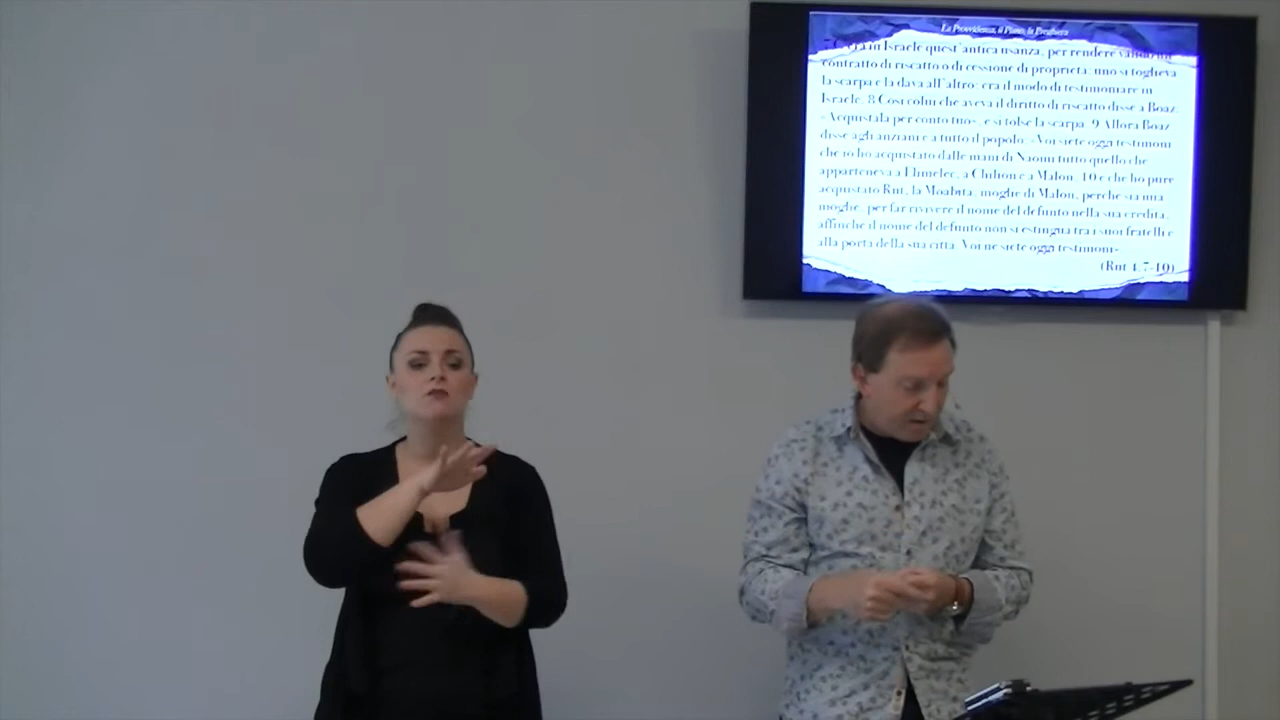 La Provvidenza, il Piano, la Preghiera
era in Israele quest'antica usanza, per rendere valido un
contratto di riscatto o di cessione di proprietà: uno si toglieva
la scarpa e la dava all'altro; era il modo di testimoniare in
Israele. 8 Così colui che aveva il diritto di riscatto disse a Boaz:
«Acquistala per conto tuo», e si tolse la scarpa. 9 Allora Boaz
disse agli anziani e a tutto il popolo: «Voi siete oggi testimoni
che io ho acquistato dalle mani di Naomi tutto quello che
apparteneva a Elimelec, a Chilion e a Malon, 10 e che ho pure
acquistato Rut, la Moabita, moglie di Malon, perché sia mia
moglie, per far rivivere il nome del defunto nella sua eredità,
affinché il nome del defunto non si estingua tra i suoi fratelli e
alla porta della sua città. Voi ne siete oggi testimoni».
(Rut 4:7-10)